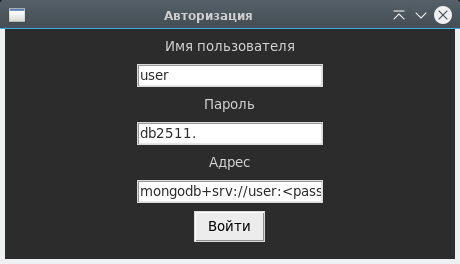 Авторизация
Имя пользователя
user
Пароль
db2511.
Адрес
mongodb+srv://user:<pass
Войти